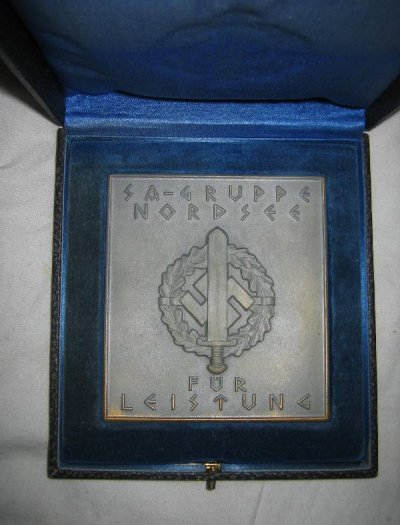 SA-GRUPPE
NORDSEE
FÜR
LEISTUNG